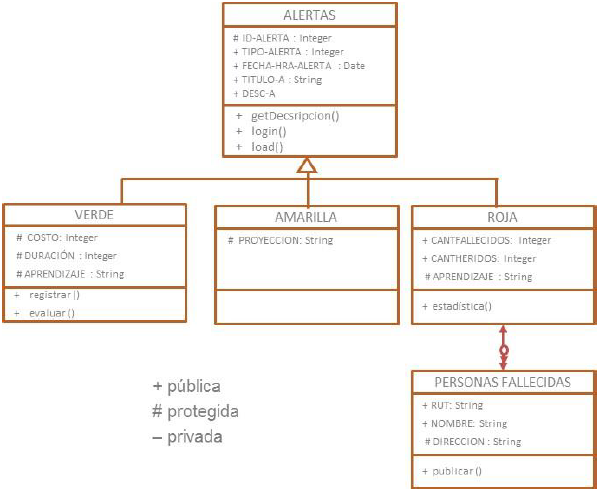 ALERTAS
# ID-ALERTA : Integer
+ TIPO-ALERTA : Integer
+ FECHA-HRA-ALERTA : Date
+ TITULO-A : String
+ DESC-A
+ getDecsripcion()
+ login()
+ load()
VERDE
# COSTO: Integer
# DURACIÓN : Integer
# APRENDIZAJE : String
+ registrar()
+ evaluar()
AMARILLA
# PROYECCION: String
ROJA
+ CANTFALLECIDOS: Integer
+ CANTHERIDOS: Integer
# APRENDIZAJE : String
+ estadística()
PERSONAS FALLECIDAS
+ RUT: String
+ NOMBRE: String
# DIRECCION : String
+ publicar()
+ pública
# protegida
– privada